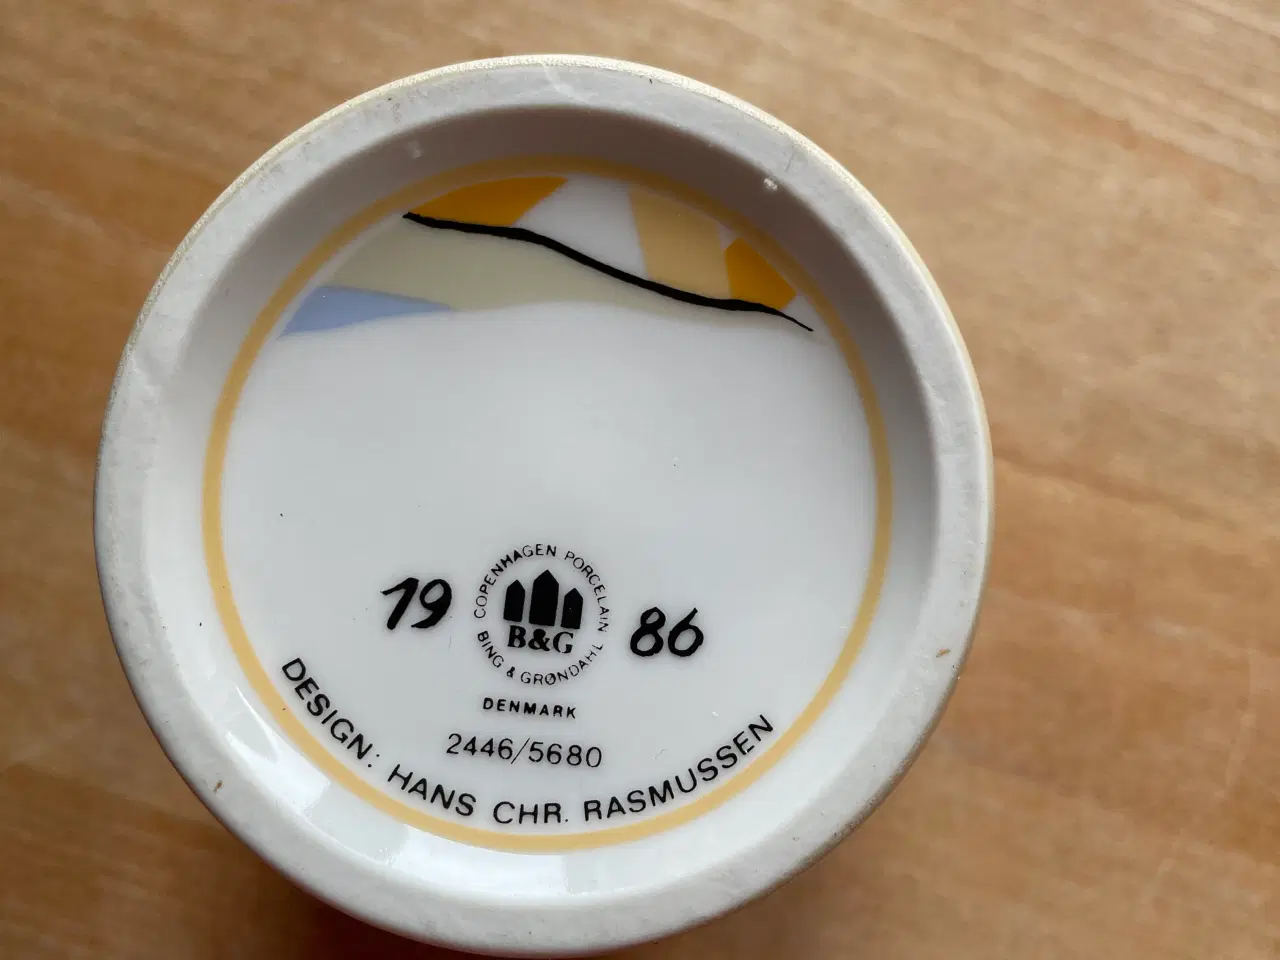 19 86
COPENHAGEN PORCELAIN
B&G
BING & GRØNDAHL
DENMARK
2446/5680
DESIGN: HANS CHR. RASMUSSEN